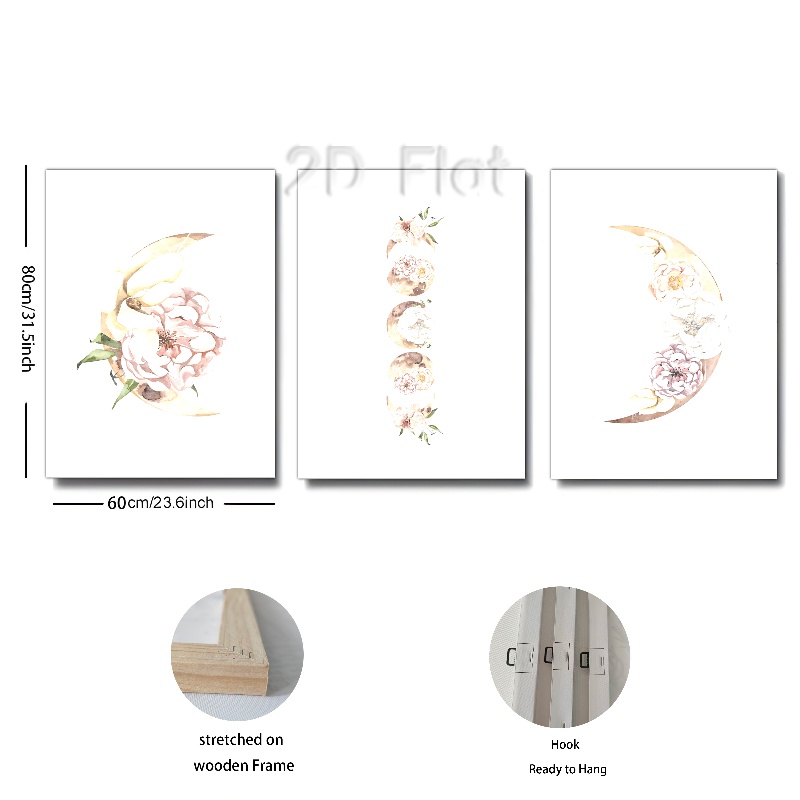 2D Flat
80cm/31.5inch
60cm/23.6inch
stretched on
wooden Frame
Hook
Ready to Hang